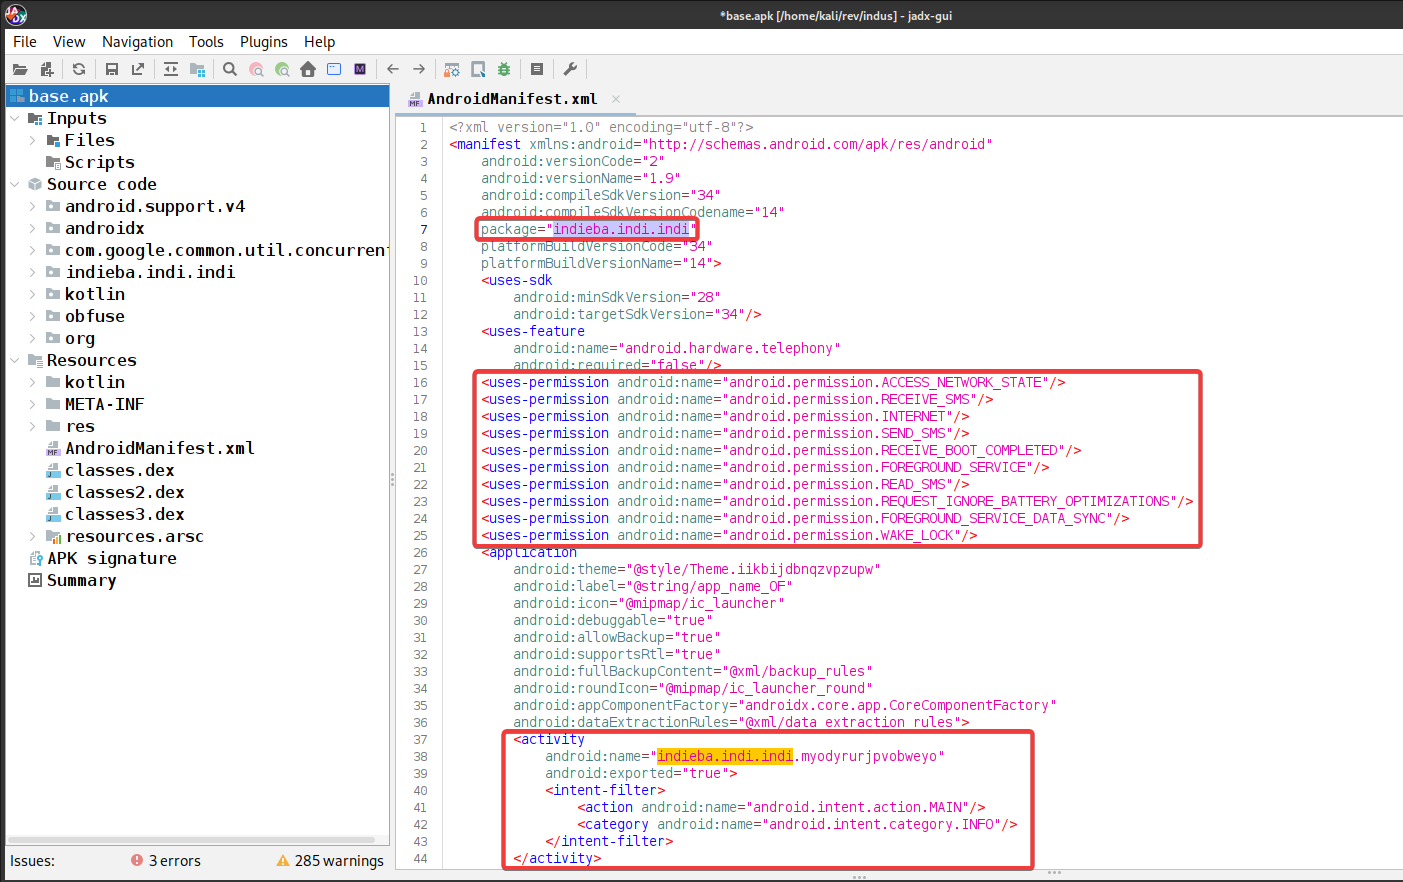 *base.apk [/home/kali/rev/indus] - jadx-gui
File View Navigation Tools Plugins Help
base.apk
Inputs
Files
Scripts
Source code
android.support.v4
androidx
com.google.common.util.concurrent
indieba.indi.indi
kotlin
obfuse
org
Resources
kotlin
META-INF
res
AndroidManifest.xml
classes.dex
classes2.dex
classes3.dex
resources.arsc
APK signature
Summary
Issues: 3 errors 285 warnings
AndroidManifest.xml
1 <?xml version="1.0" encoding="utf-8"?>
2 <manifest xmlns:android="http://schemas.android.com/apk/res/android"
3 android:versionCode="2"
4 android:versionName="1.9"
5 android:compileSdkVersion="34"
6 android:compileSdkVersionCodename="14"
7 package="indieba.indi.indi"
8 platformBuildVersionCode="34"
9 platformBuildVersionName="14">
10 <uses-sdk
11 android:minSdkVersion="28"
12 android:targetSdkVersion="34"/>
13 <uses-feature
14 android:name="android.hardware.telephony"
15 android:required="false"/>
16 <uses-permission android:name="android.permission.ACCESS_NETWORK_STATE"/>
17 <uses-permission android:name="android.permission.RECEIVE_SMS"/>
18 <uses-permission android:name="android.permission.INTERNET"/>
19 <uses-permission android:name="android.permission.SEND_SMS"/>
20 <uses-permission android:name="android.permission.RECEIVE_BOOT_COMPLETED"/>
21 <uses-permission android:name="android.permission.FOREGROUND_SERVICE"/>
22 <uses-permission android:name="android.permission.READ_SMS"/>
23 <uses-permission android:name="android.permission.REQUEST_IGNORE_BATTERY_OPTIMIZATIONS"/>
24 <uses-permission android:name="android.permission.FOREGROUND_SERVICE_DATA_SYNC"/>
25 <uses-permission android:name="android.permission.WAKE_LOCK"/>
26 <application
27 android:theme="@style/Theme.iikbijdbnqzvpzupw"
28 android:label="@string/app_name_OF"
29 android:icon="@mipmap/ic_launcher"
30 android:debuggable="true"
31 android:allowBackup="true"
32 android:supportsRtl="true"
33 android:fullBackupContent="@xml/backup_rules"
34 android:roundIcon="@mipmap/ic_launcher_round"
35 android:appComponentFactory="androidx.core.app.CoreComponentFactory"
36 android:dataExtractionRules="@xml/data_extraction_rules">
37 <activity
38 android:name="indieba.indi.indi.myodyrurjpvobweyo"
39 android:exported="true">
40 <intent-filter>
41 <action android:name="android.intent.action.MAIN"/>
42 <category android:name="android.intent.category.INFO"/>
43 </intent-filter>
44 </activity>